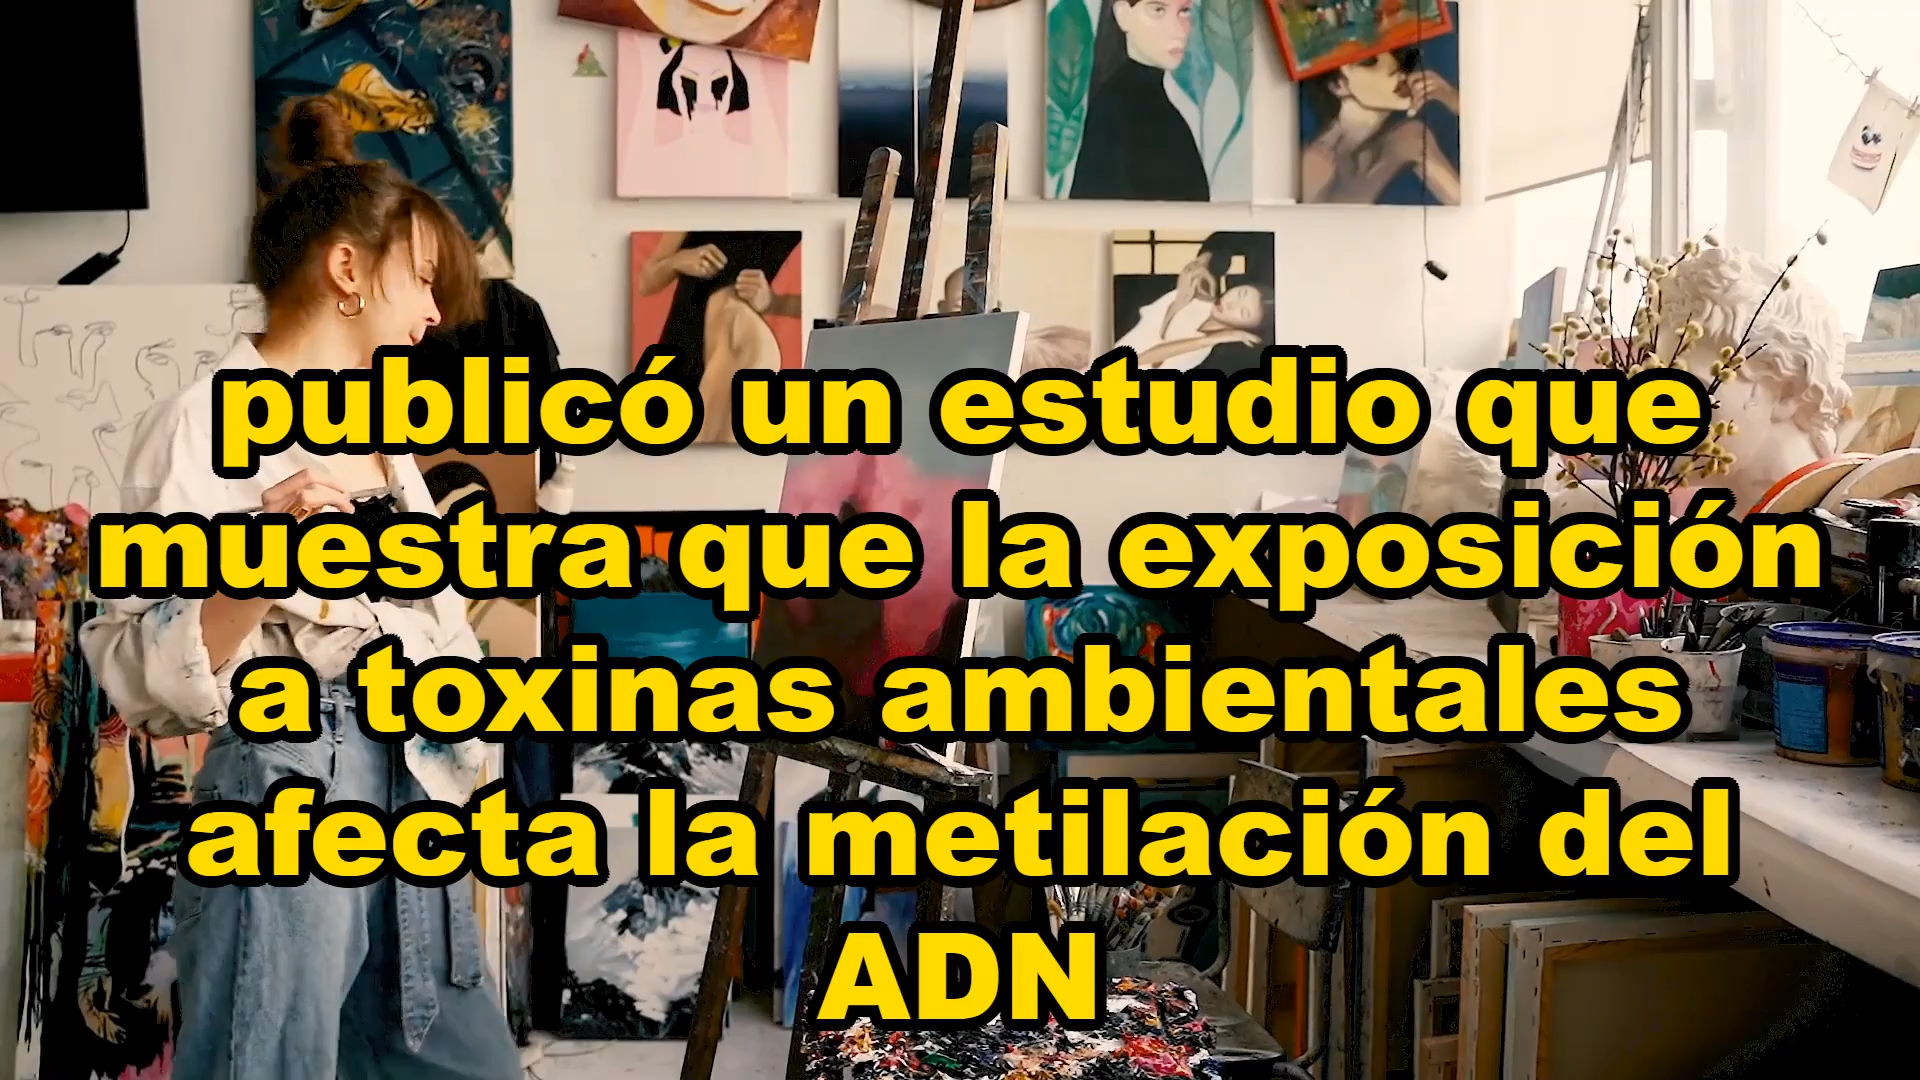 publicó un estudio que
muestra que la exposición
a toxinas ambientales
afecta la metilación del
ADN